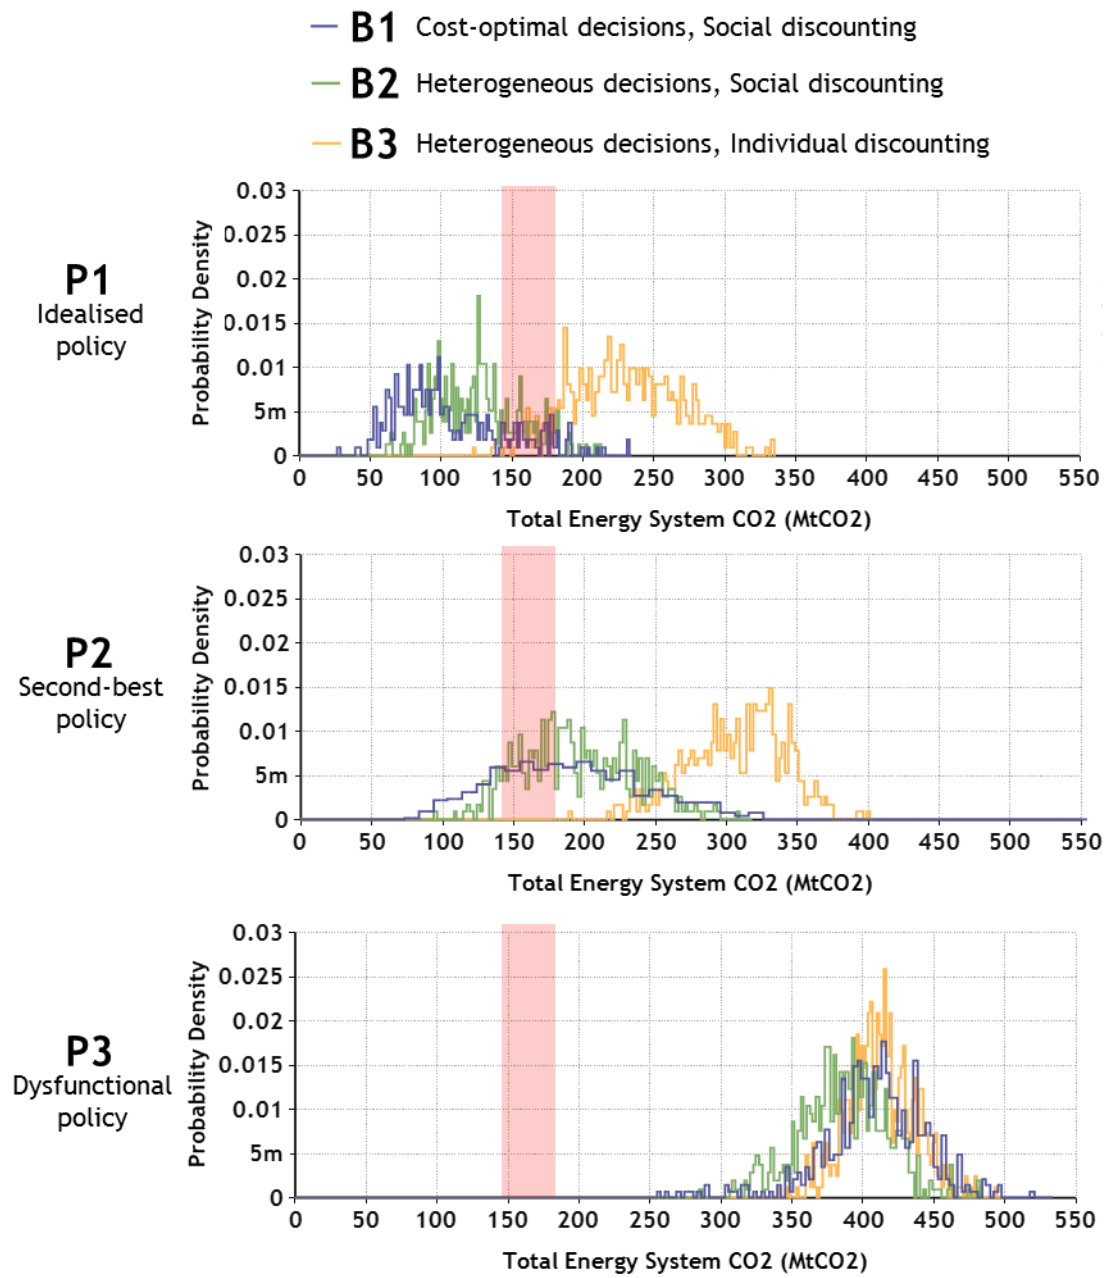 B1 Cost-optimal decisions, Social discounting
B2 Heterogeneous decisions, Social discounting
B3 Heterogeneous decisions, Individual discounting
P1
Idealised
policy
Probability Density
0.03
0.025
0.02
0.015
0.01
5m
0
0 50 100 150 200 250 300 350 400 450 500 550
Total Energy System CO2 (MtCO2)
P2
Second-best
policy
Probability Density
0.03
0.025
0.02
0.015
0.01
5m
0
0 50 100 150 200 250 300 350 400 450 500 550
Total Energy System CO2 (MtCO2)
P3
Dysfunctional
policy
Probability Density
0.03
0.025
0.02
0.015
0.01
5m
0
0 50 100 150 200 250 300 350 400 450 500 550
Total Energy System CO2 (MtCO2)